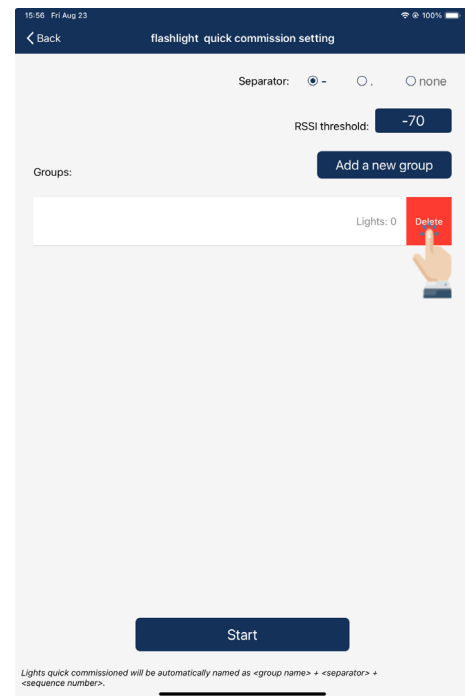 15:56 Fri Aug 23
100%
Back
flashlight quick commission setting
Separator:
-
.
none
RSSI threshold:
-70
Groups:
Add a new group
Lights: 0
Delete
Start
Lights quick commissioned will be automatically named as <group name> + <separator> +
<sequence number>.